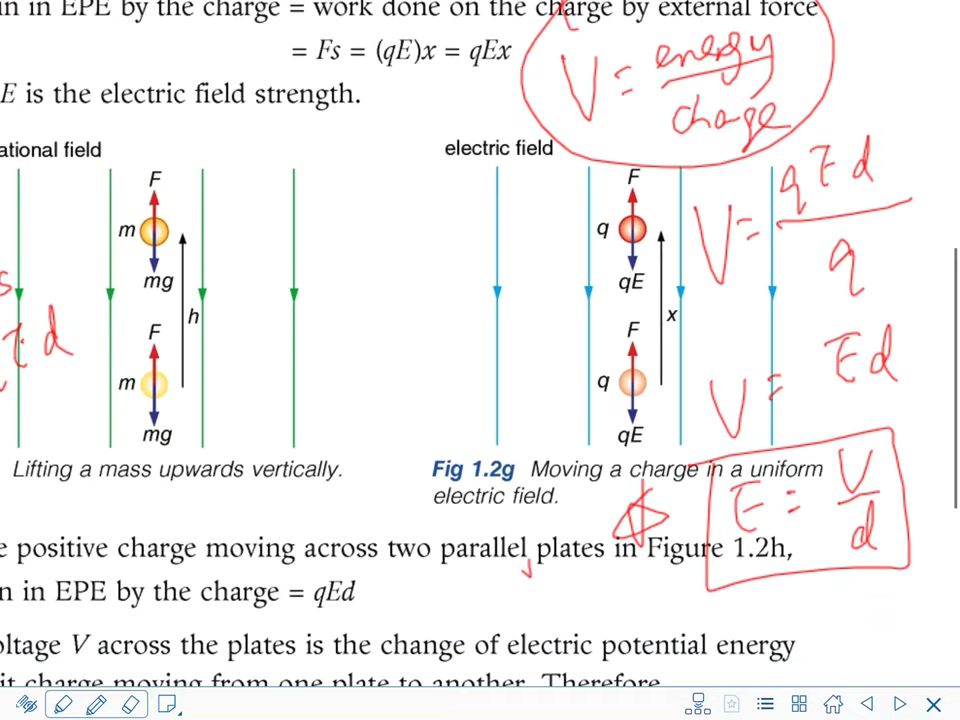 in in EPE by the charge = work done on the charge by external force
= Fs = (qE)x = qEx
E is the electric field strength.
V = energy / charge
ational field
electric field
F
m
mg
h
F
m
mg
F
q
qE
x
F
q
qE
V = qEd / q
V = Ed
E = V / d
d
Lifting a mass upwards vertically.
Fig 1.2g Moving a charge in a uniform
electric field.
e positive charge moving across two parallel plates in Figure 1.2h,
n in EPE by the charge = qEd
oltage V across the plates is the change of electric potential energy
it charge moving from one plate to another. Therefore